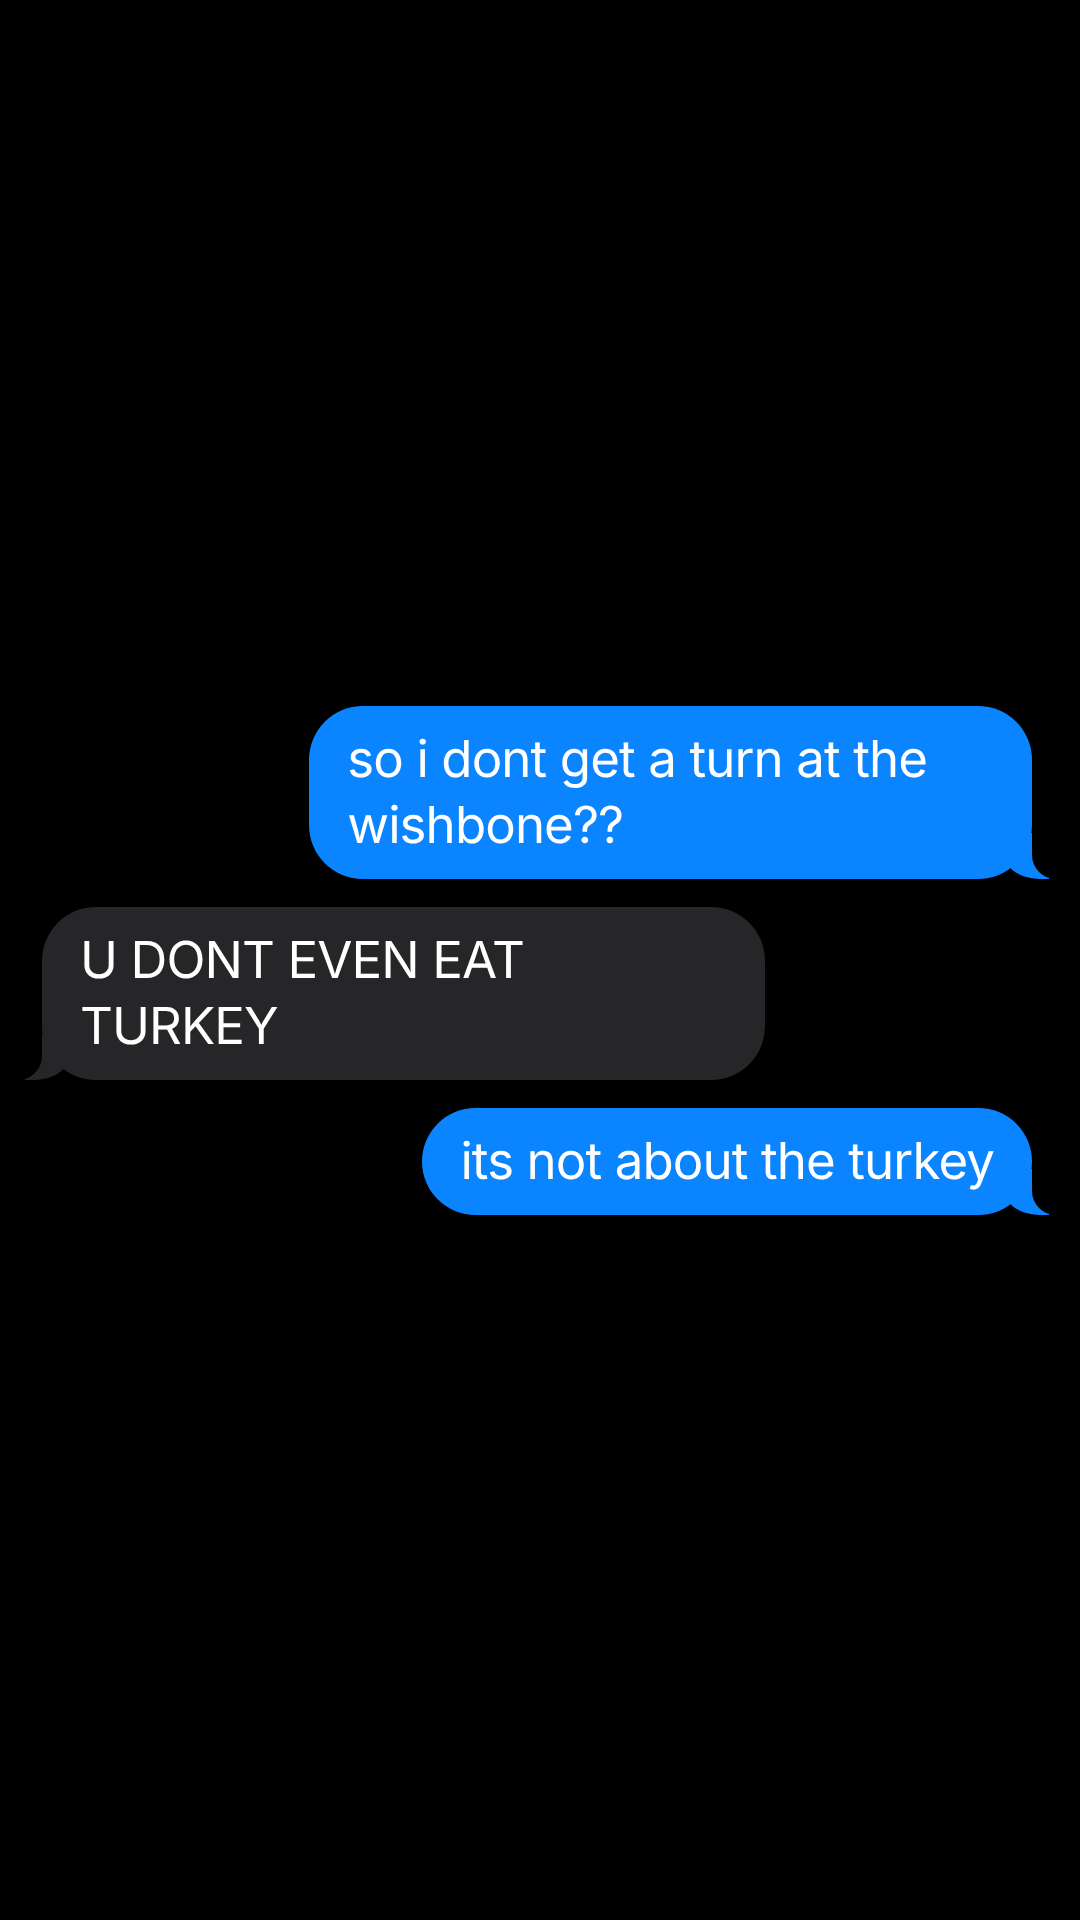 so i dont get a turn at the
wishbone??
U DONT EVEN EAT
TURKEY
its not about the turkey